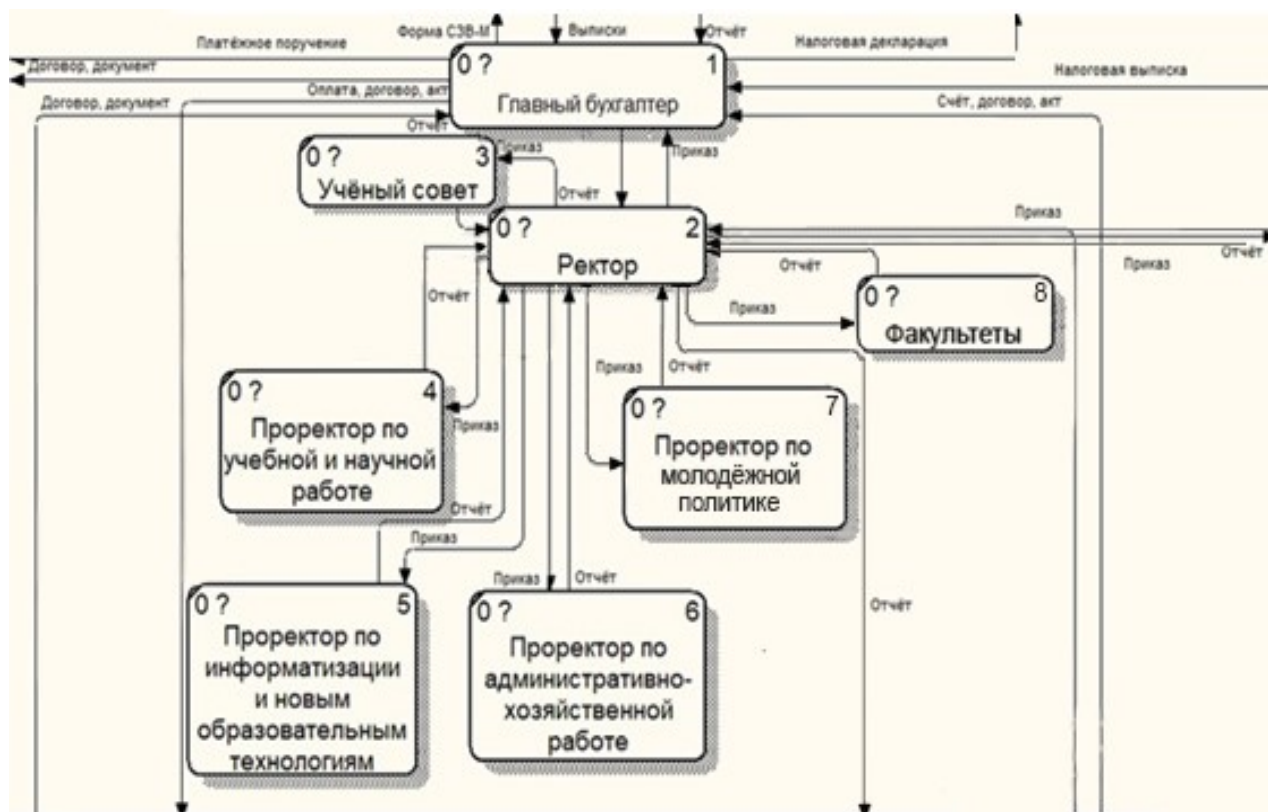 Форма СЗВ-М
Выписки
Отчёт
Платёжное поручение
Налоговая декларация
Договор, документ
Налоговая выписка
Оплата, договор, акт
Договор, документ
Счёт, договор, акт
0 ? 1
Главный бухгалтер
Отчёт
Приказ
Приказ
0 ? 3
Учёный совет
Отчёт
Приказ
0 ? 2
Ректор
Отчёт
Приказ
Отчёт
0 ? 8
Факультеты
Отчёт
Приказ
Приказ
Отчёт
0 ? 4
Проректор по
учебной и научной
работе
Приказ
0 ? 7
Проректор по
молодёжной
политике
Отчёт
Приказ
Приказ
Отчёт
Отчёт
0 ? 5
Проректор по
информатизации
и новым
образовательным
технологиям
0 ? 6
Проректор по
административно-
хозяйственной
работе